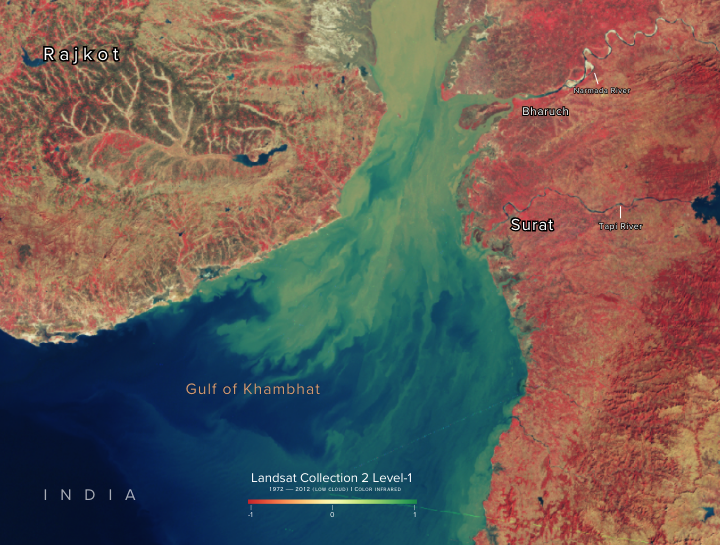 Rajkot
Narmada River
Bharuch
Surat
Tapi River
Gulf of Khambhat
Landsat Collection 2 Level-1
1972 — 2012 (LOW CLOUD) | COLOR INFRARED
INDIA
-1 0 1